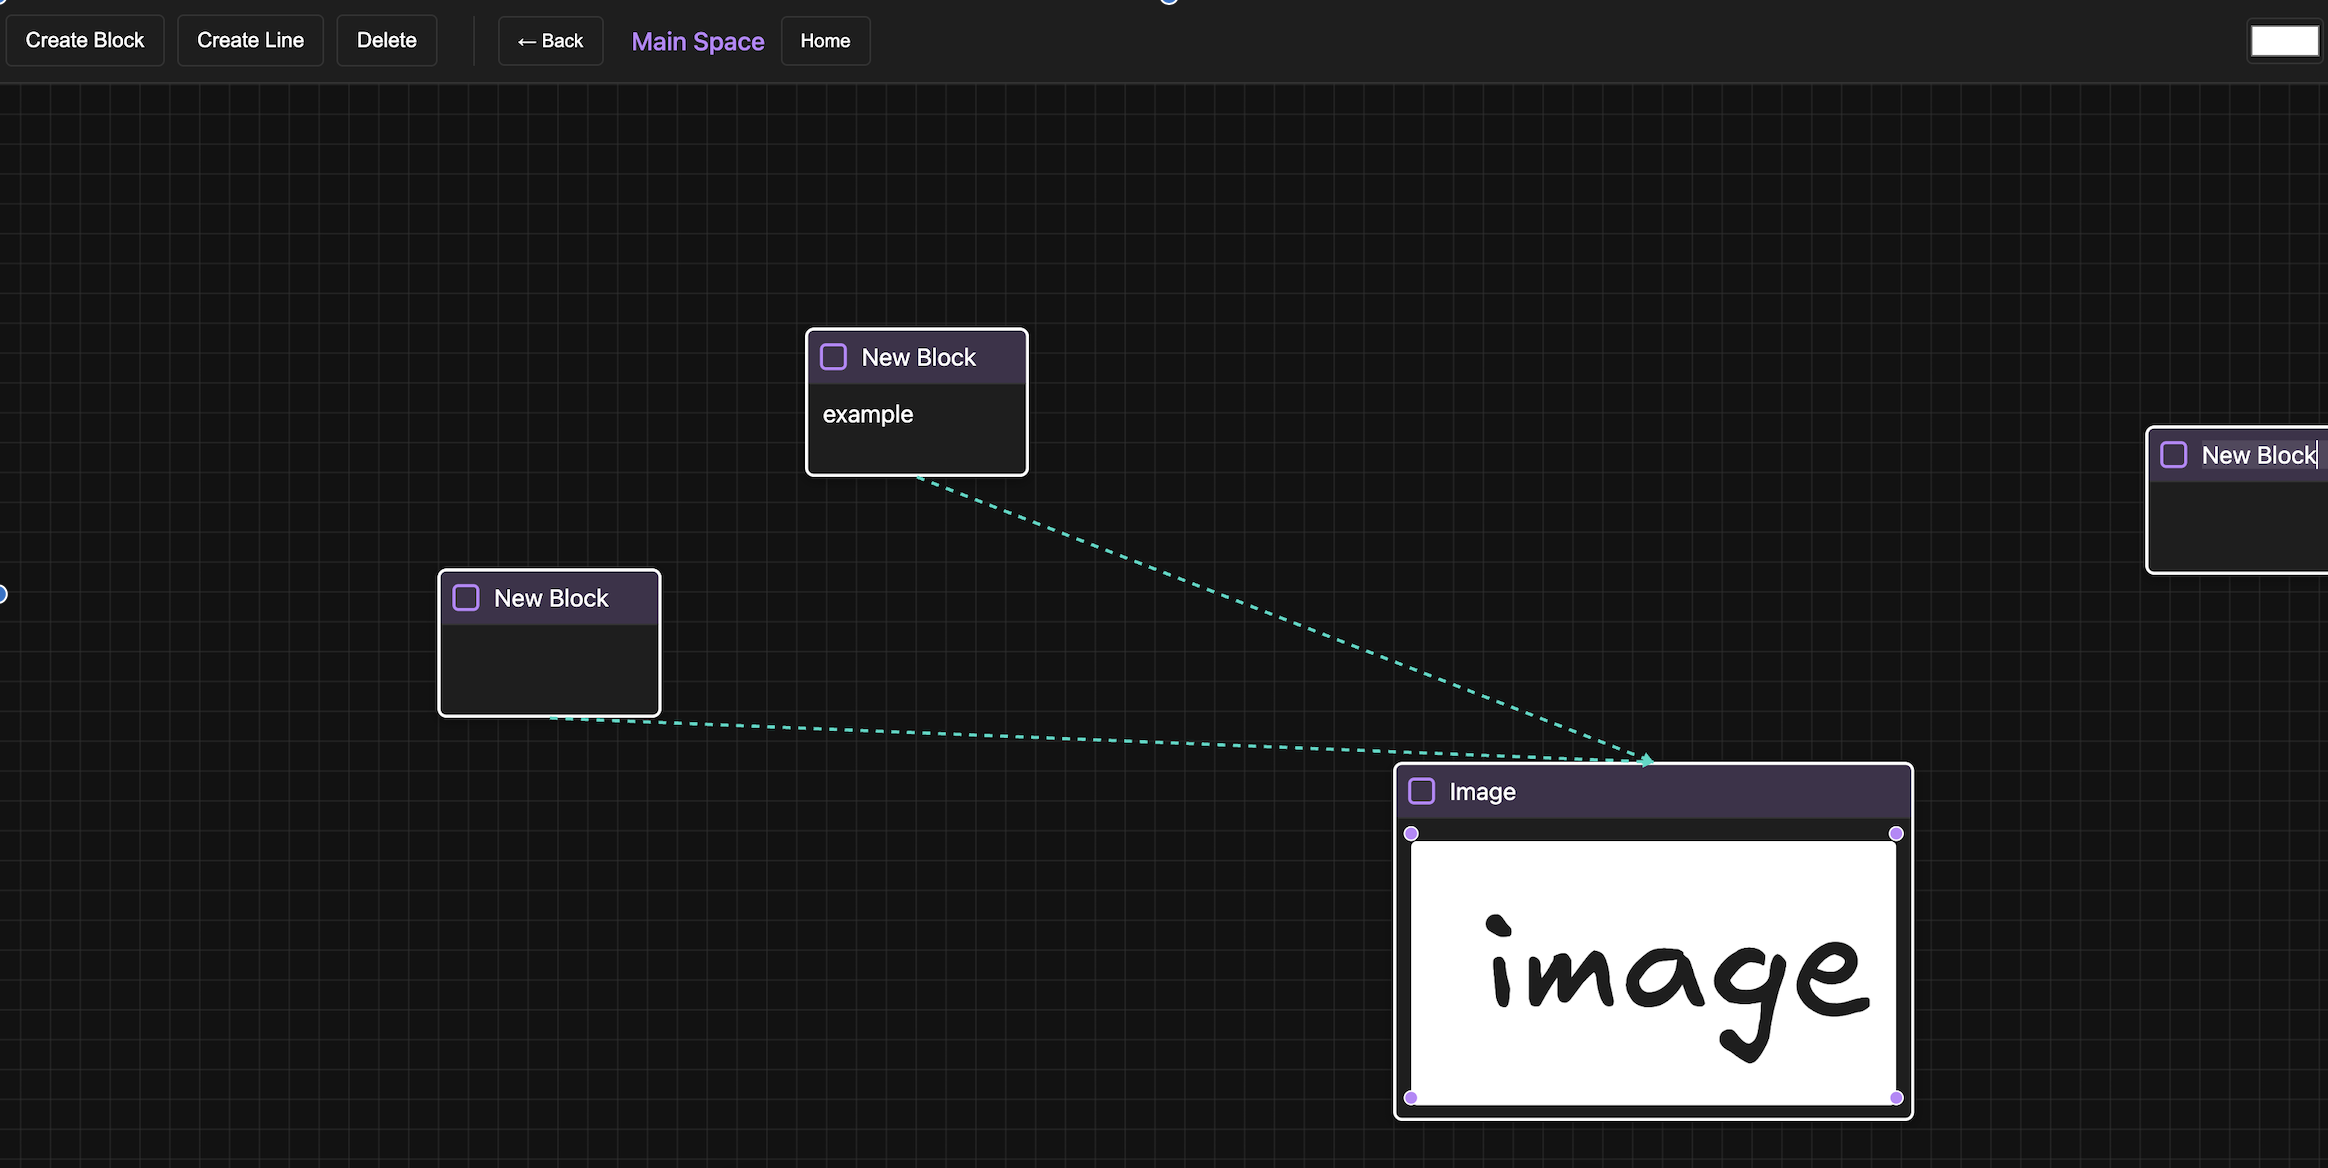 Create Block
Create Line
Delete
← Back
Main Space
Home
New Block
example
New Block
New Block
Image
image